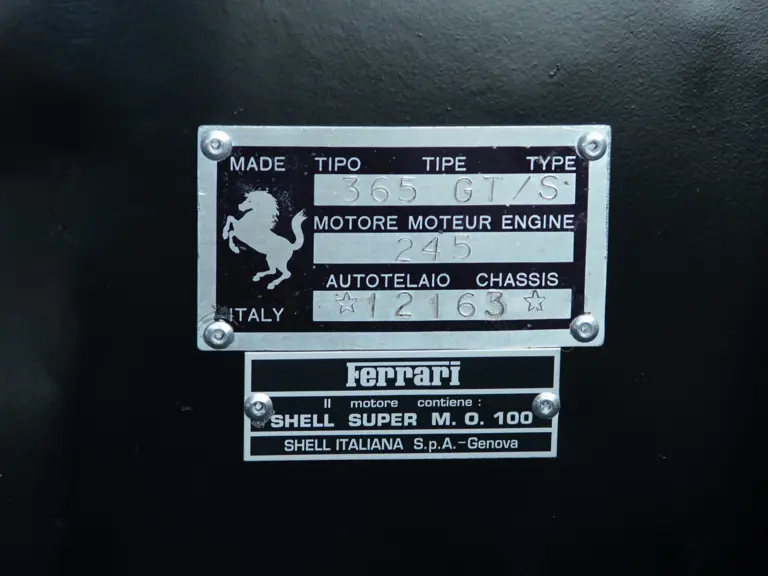 MADE TIPO TIPE TYPE
365 GT/S
MOTORE MOTEUR ENGINE
245
AUTOTELAIO CHASSIS
ITALY ☆12163☆
Ferrari
Il motore contiene :
SHELL SUPER M. O. 100
SHELL ITALIANA S.p.A.-Genova